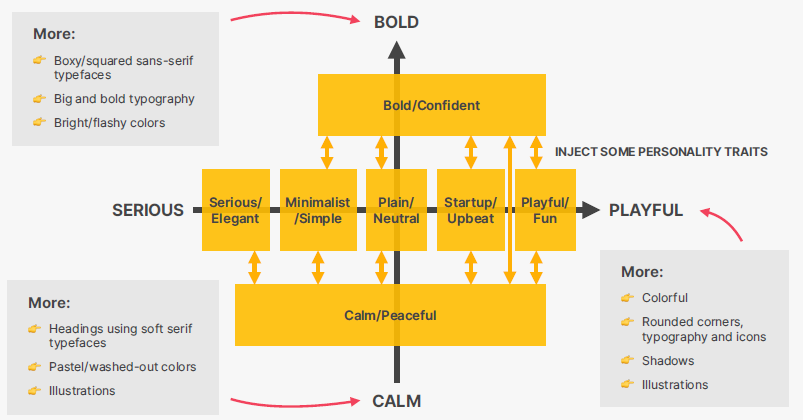 BOLD
More:
Boxy/squared sans-serif
typefaces
Big and bold typography
Bright/flashy colors
Bold/Confident
INJECT SOME PERSONALITY TRAITS
SERIOUS
Serious/
Elegant
Minimalist
/Simple
Plain/
Neutral
Startup/
Upbeat
Playful/
Fun
PLAYFUL
More:
Colorful
Rounded corners,
typography and icons
Shadows
Illustrations
More:
Headings using soft serif
typefaces
Pastel/washed-out colors
Illustrations
Calm/Peaceful
CALM